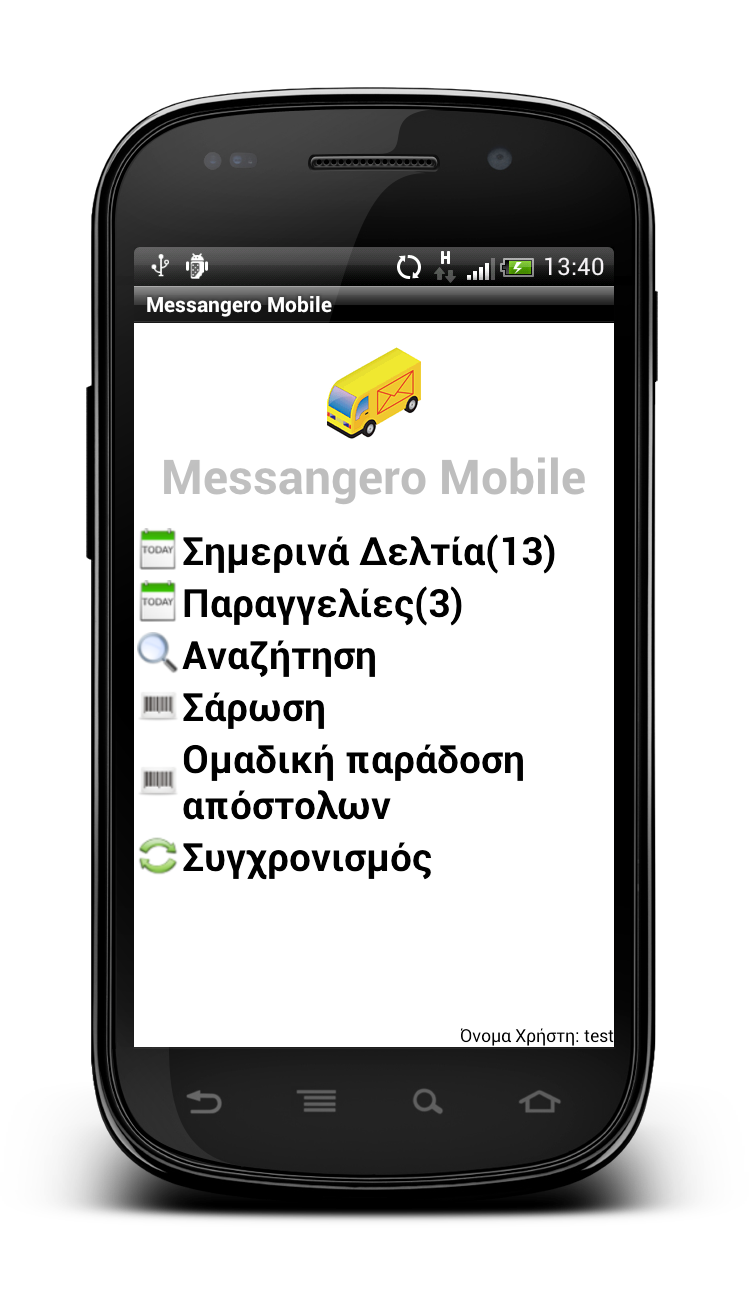 H
13:40
Messangero Mobile
Messangero Mobile
TODAY
Σημερινά Δελτία(13)
TODAY
Παραγγελίες(3)
Αναζήτηση
Σάρωση
Ομαδική παράδοση
απόστολων
Συγχρονισμός
Όνομα Χρήστη: test